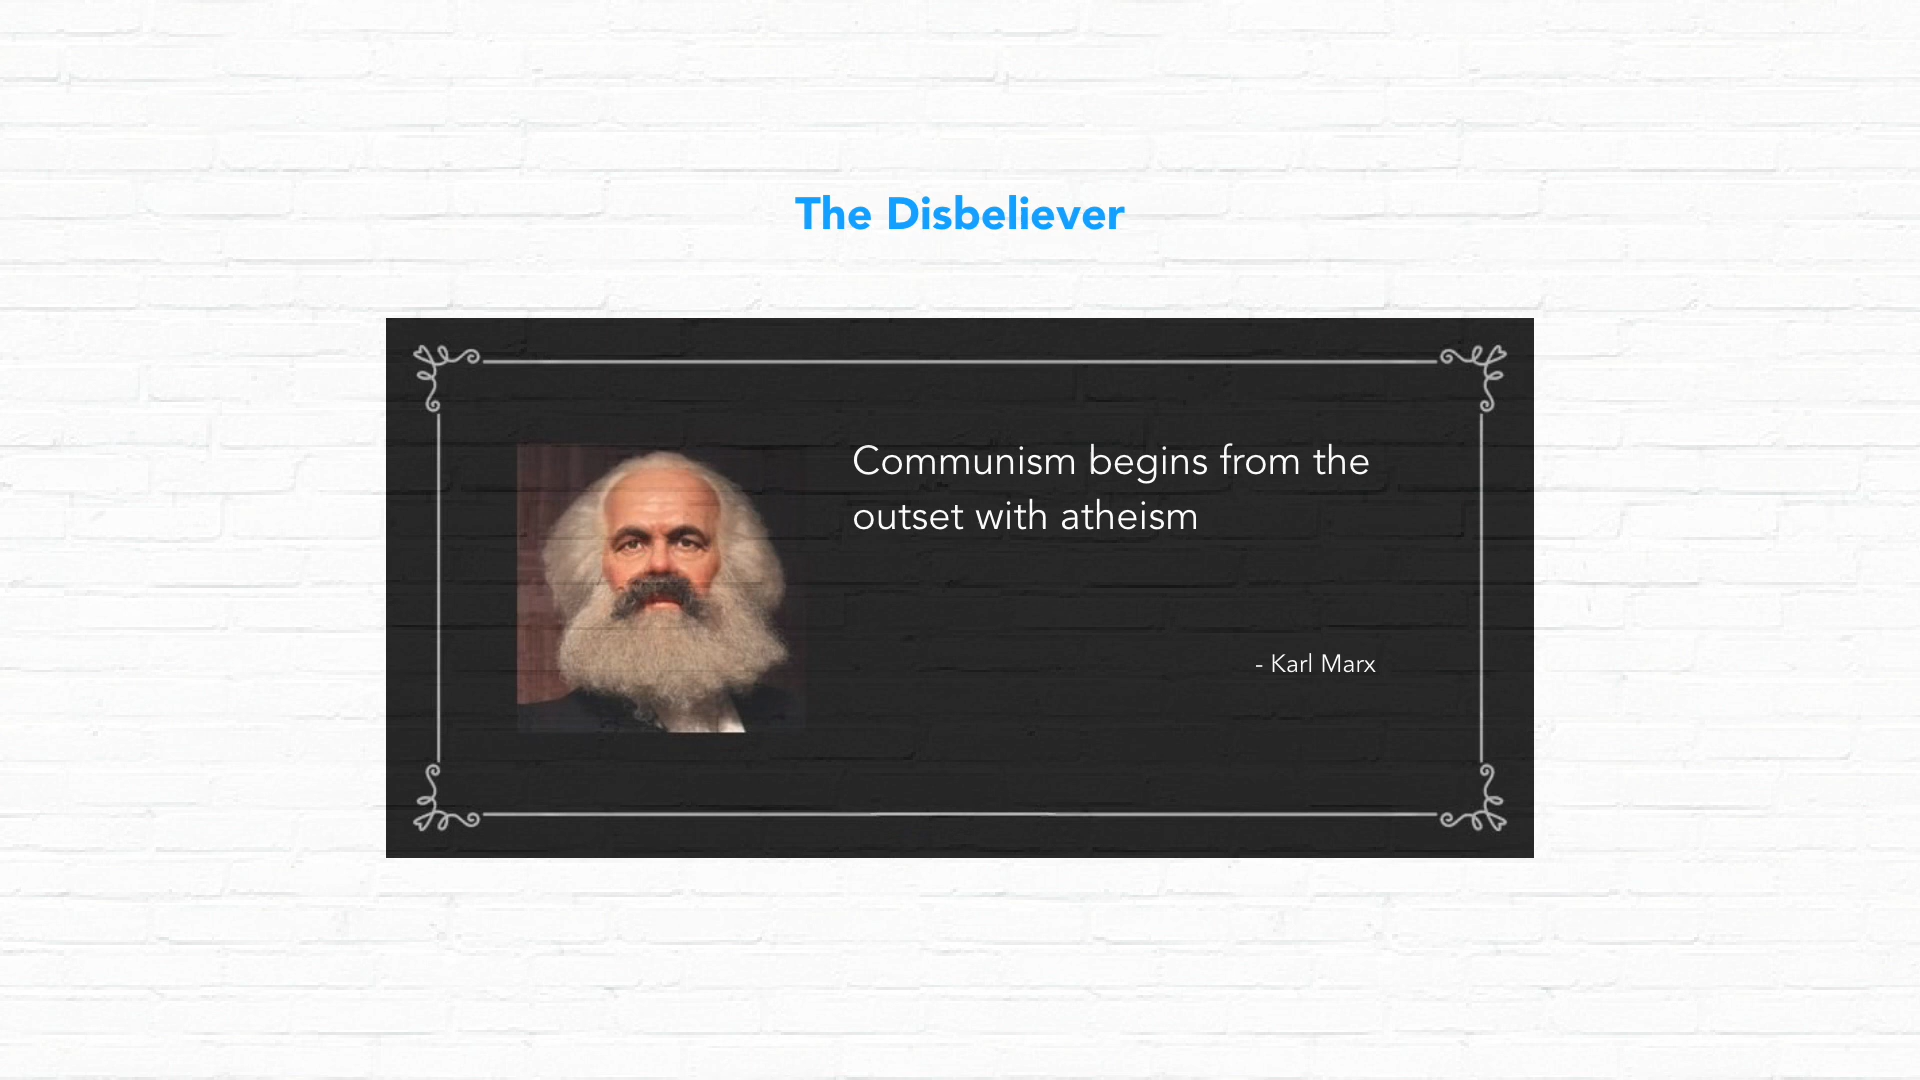 The Disbeliever
Communism begins from the
outset with atheism
- Karl Marx